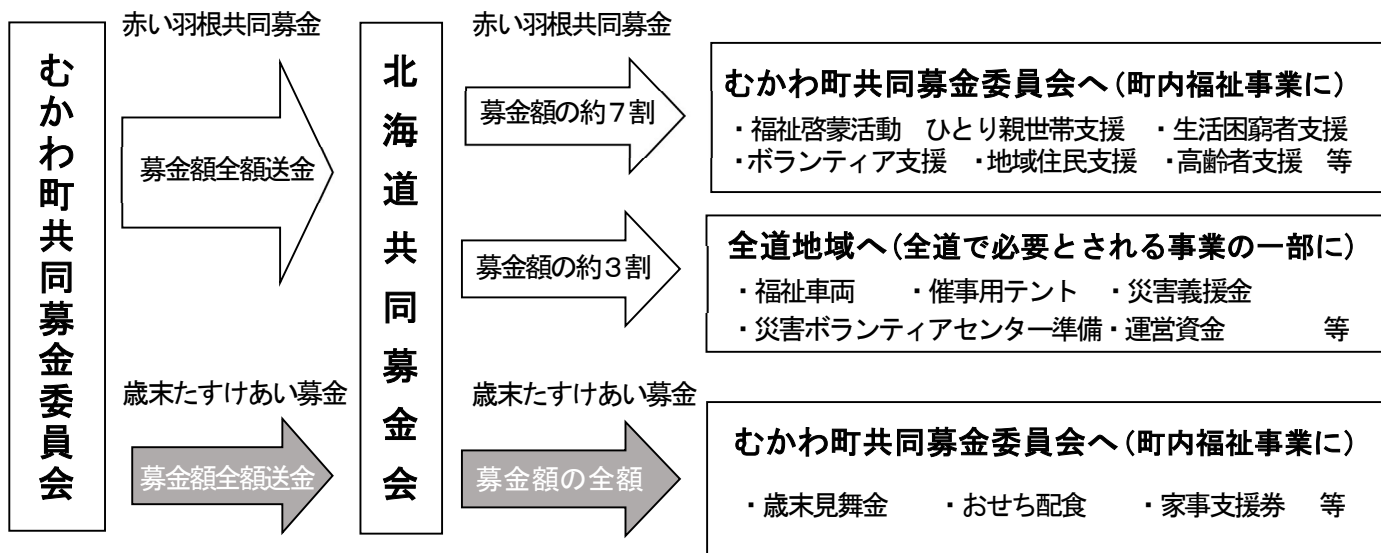 むかわ町共同募金委員会
赤い羽根共同募金
募金額全額送金
歳末たすけあい募金
募金額全額送金
北海道共同募金会
赤い羽根共同募金
募金額の約７割
むかわ町共同募金委員会へ（町内福祉事業に）
・福祉啓蒙活動　ひとり親世帯支援　・生活困窮者支援
・ボランティア支援　・地域住民支援　・高齢者支援　等
募金額の約３割
全道地域へ（全道で必要とされる事業の一部に）
・福祉車両　・催事用テント　・災害義援金
・災害ボランティアセンター準備・運営資金　等
歳末たすけあい募金
募金額の全額
むかわ町共同募金委員会へ（町内福祉事業に）
・歳末見舞金　・おせち配食　・家事支援券　等